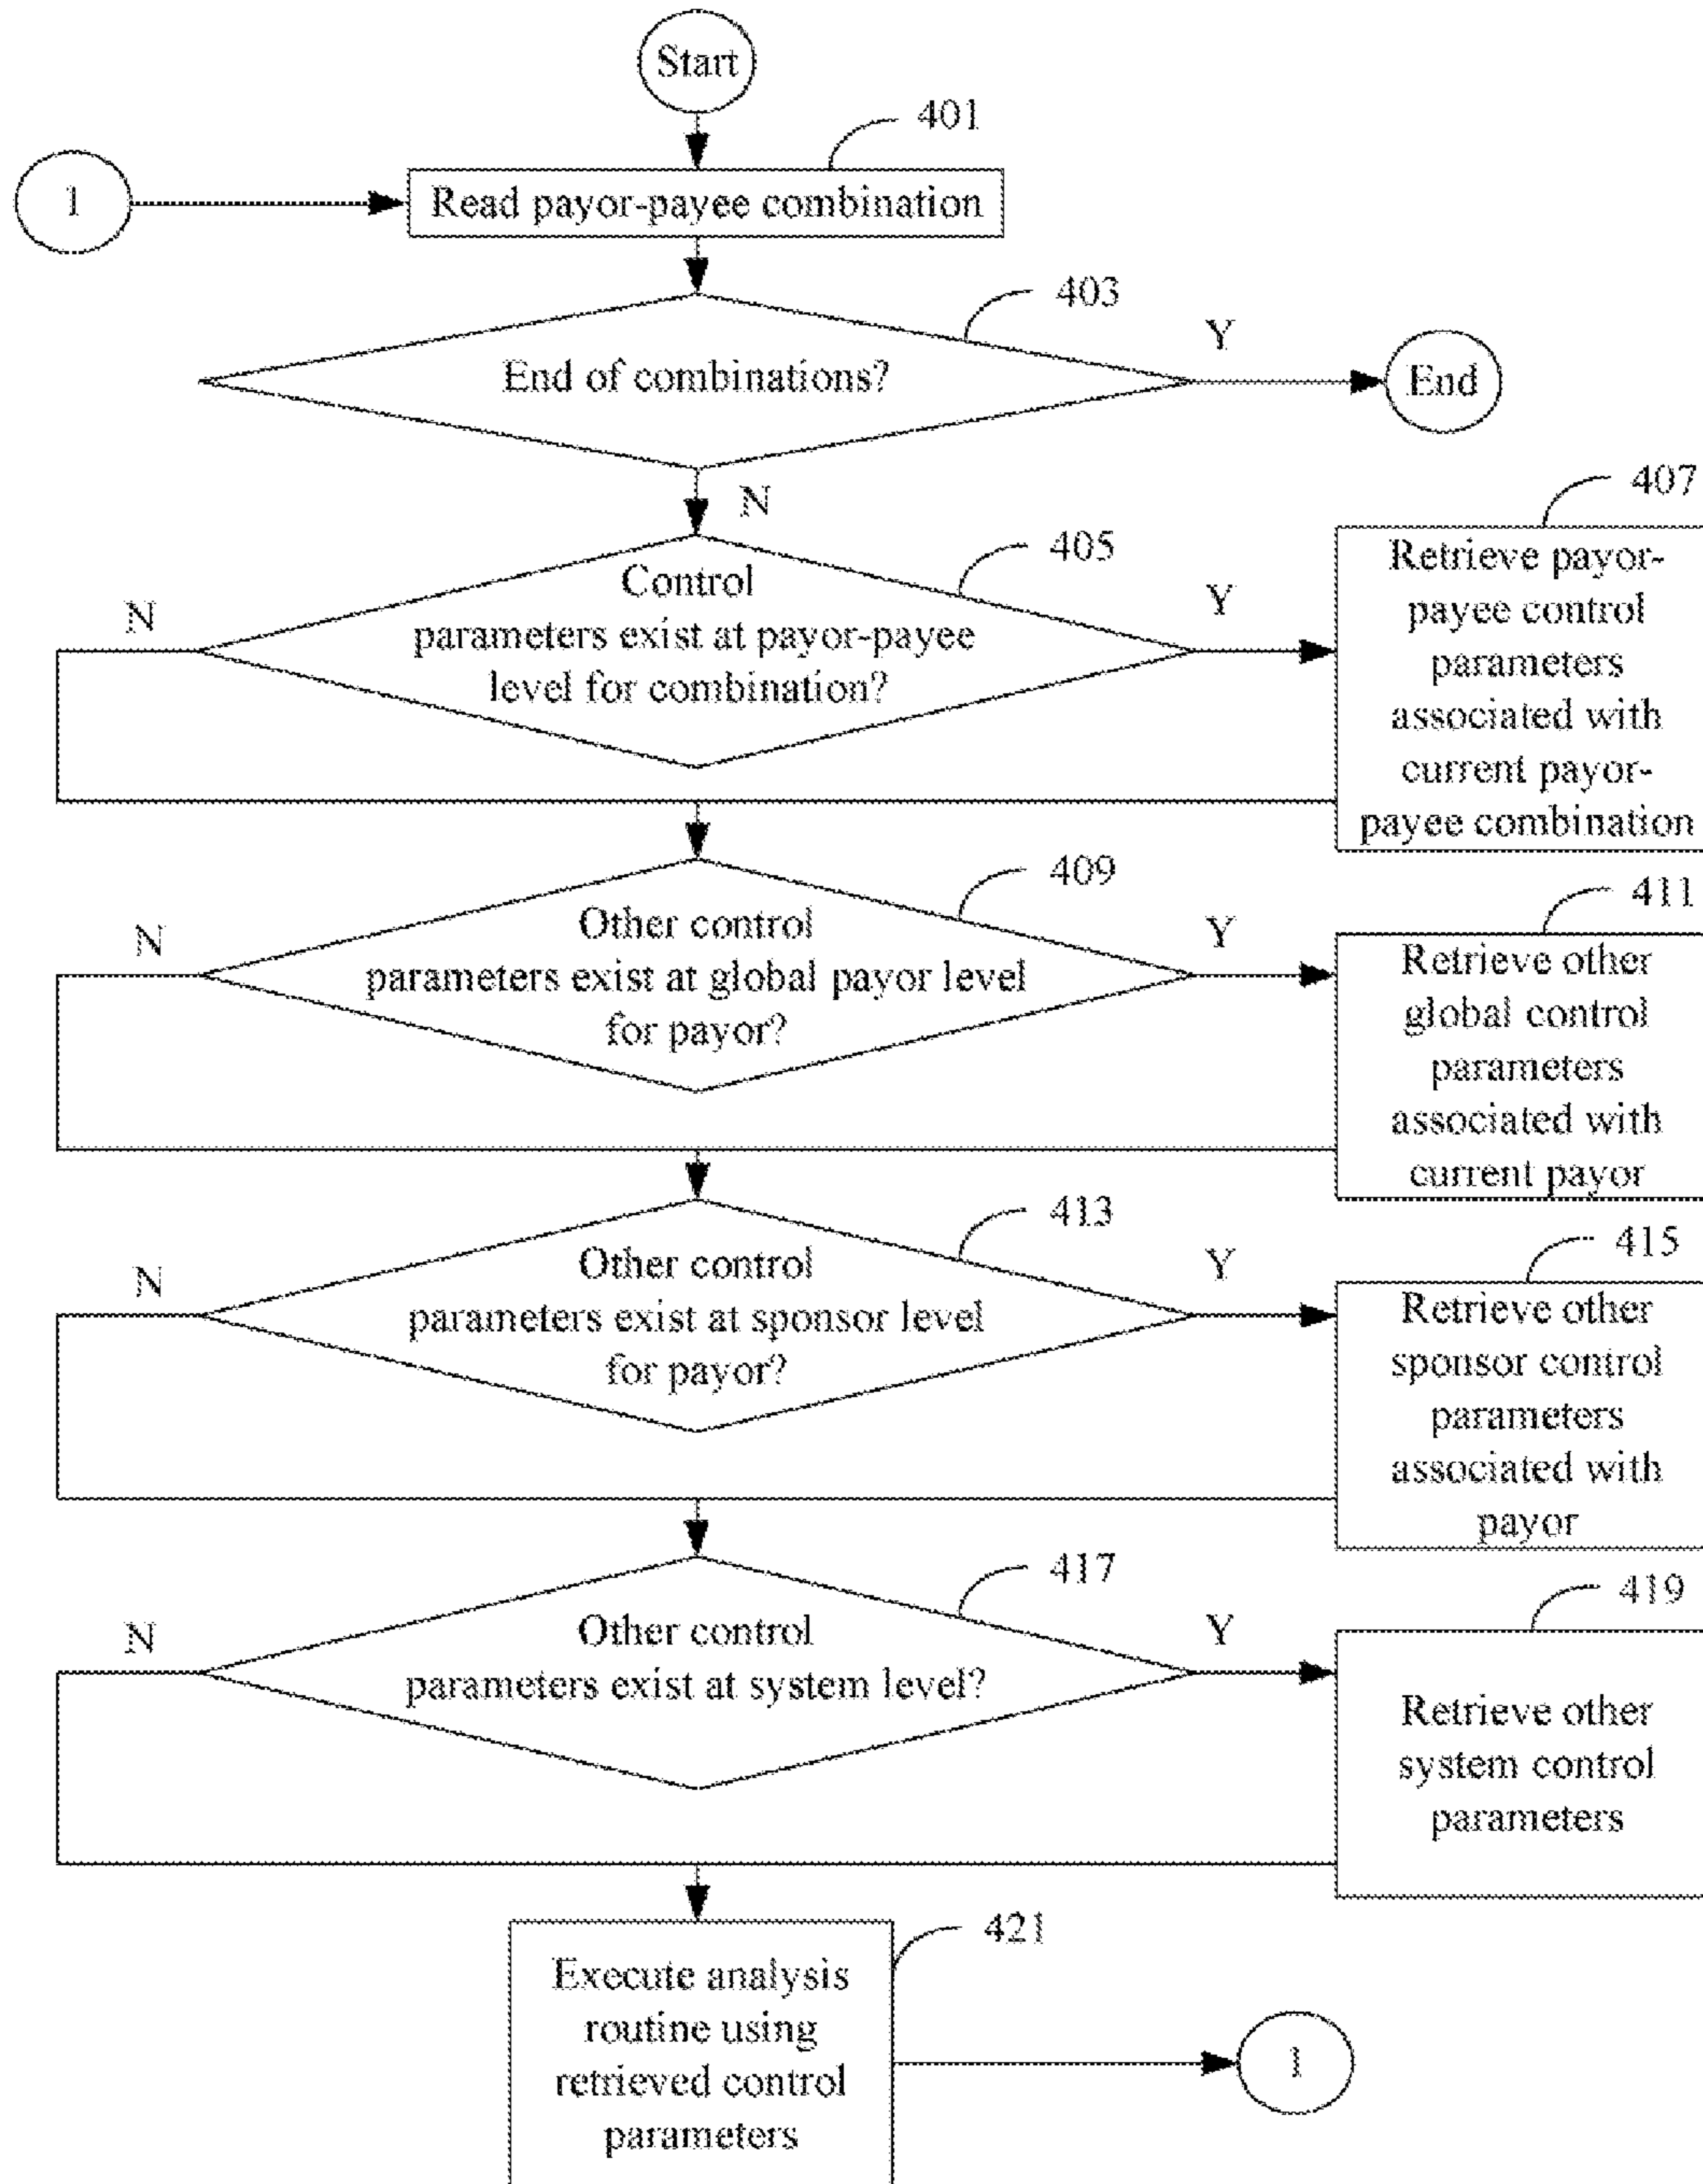 Start
401
1
Read payor-payee combination
403
Y
End of combinations?
End
N
407
405
Control
parameters exist at payor-payee
level for combination?
N
Y
Retrieve payor-
payee control
parameters
associated with
current payor-
payee combination
409
411
Other control
parameters exist at global payor level
for payor?
N
Y
Retrieve other
global control
parameters
associated with
current payor
413
415
Other control
parameters exist at sponsor level
for payor?
N
Y
Retrieve other
sponsor control
parameters
associated with
payor
417
419
Other control
parameters exist at system level?
N
Y
Retrieve other
system control
parameters
421
Execute analysis
routine using
retrieved control
parameters
1